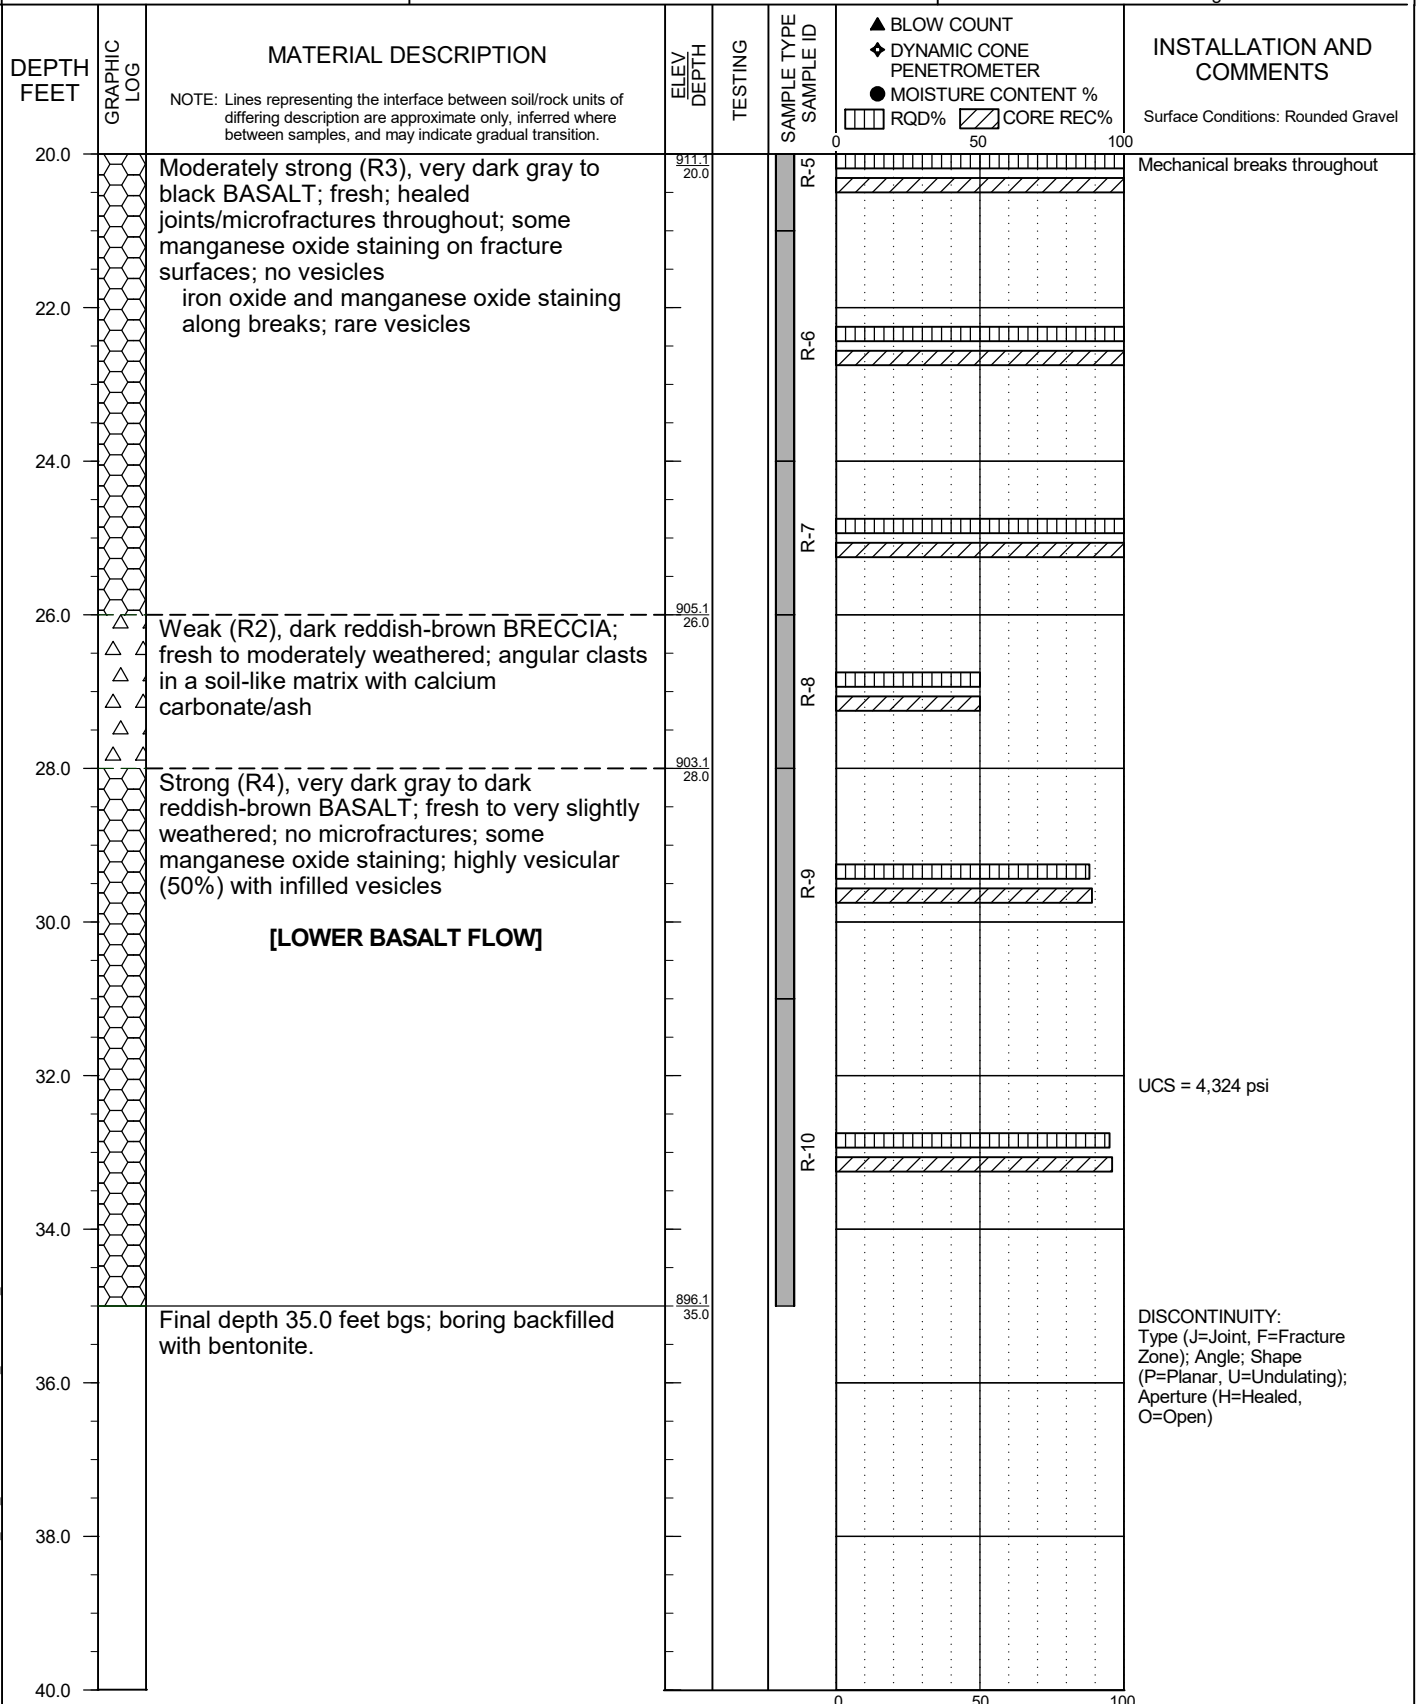 DEPTH
FEET
GRAPHIC
LOG
MATERIAL DESCRIPTION
NOTE: Lines representing the interface between soil/rock units of
differing description are approximate only, inferred where
between samples, and may indicate gradual transition.
ELEV
DEPTH
TESTING
SAMPLE TYPE
SAMPLE ID
BLOW COUNT
DYNAMIC CONE
PENETROMETER
MOISTURE CONTENT %
RQD% CORE REC%
0 50 100
INSTALLATION AND
COMMENTS
Surface Conditions: Rounded Gravel
20.0
Moderately strong (R3), very dark gray to
black BASALT; fresh; healed
joints/microfractures throughout; some
manganese oxide staining on fracture
surfaces; no vesicles
iron oxide and manganese oxide staining
along breaks; rare vesicles
911.1
20.0
R-5
Mechanical breaks throughout
22.0
R-6
24.0
R-7
26.0
Weak (R2), dark reddish-brown BRECCIA;
fresh to moderately weathered; angular clasts
in a soil-like matrix with calcium
carbonate/ash
905.1
26.0
R-8
28.0
Strong (R4), very dark gray to dark
reddish-brown BASALT; fresh to very slightly
weathered; no microfractures; some
manganese oxide staining; highly vesicular
(50%) with infilled vesicles
903.1
28.0
R-9
30.0
[LOWER BASALT FLOW]
32.0
UCS = 4,324 psi
R-10
34.0
896.1
35.0
Final depth 35.0 feet bgs; boring backfilled
with bentonite.
DISCONTINUITY:
Type (J=Joint, F=Fracture
Zone); Angle; Shape
(P=Planar, U=Undulating);
Aperture (H=Healed,
O=Open)
36.0
38.0
40.0
0 50 100